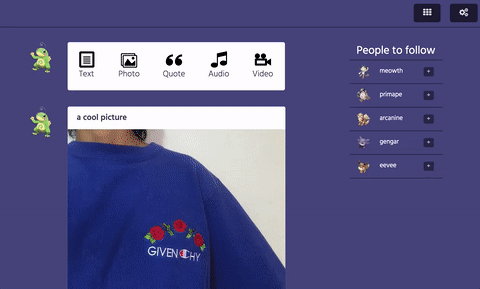 Text
Photo
Quote
Audio
Video
a cool picture
GIVENCHY
People to follow
meowth
+
primape
+
arcanine
+
gengar
+
eevee
+